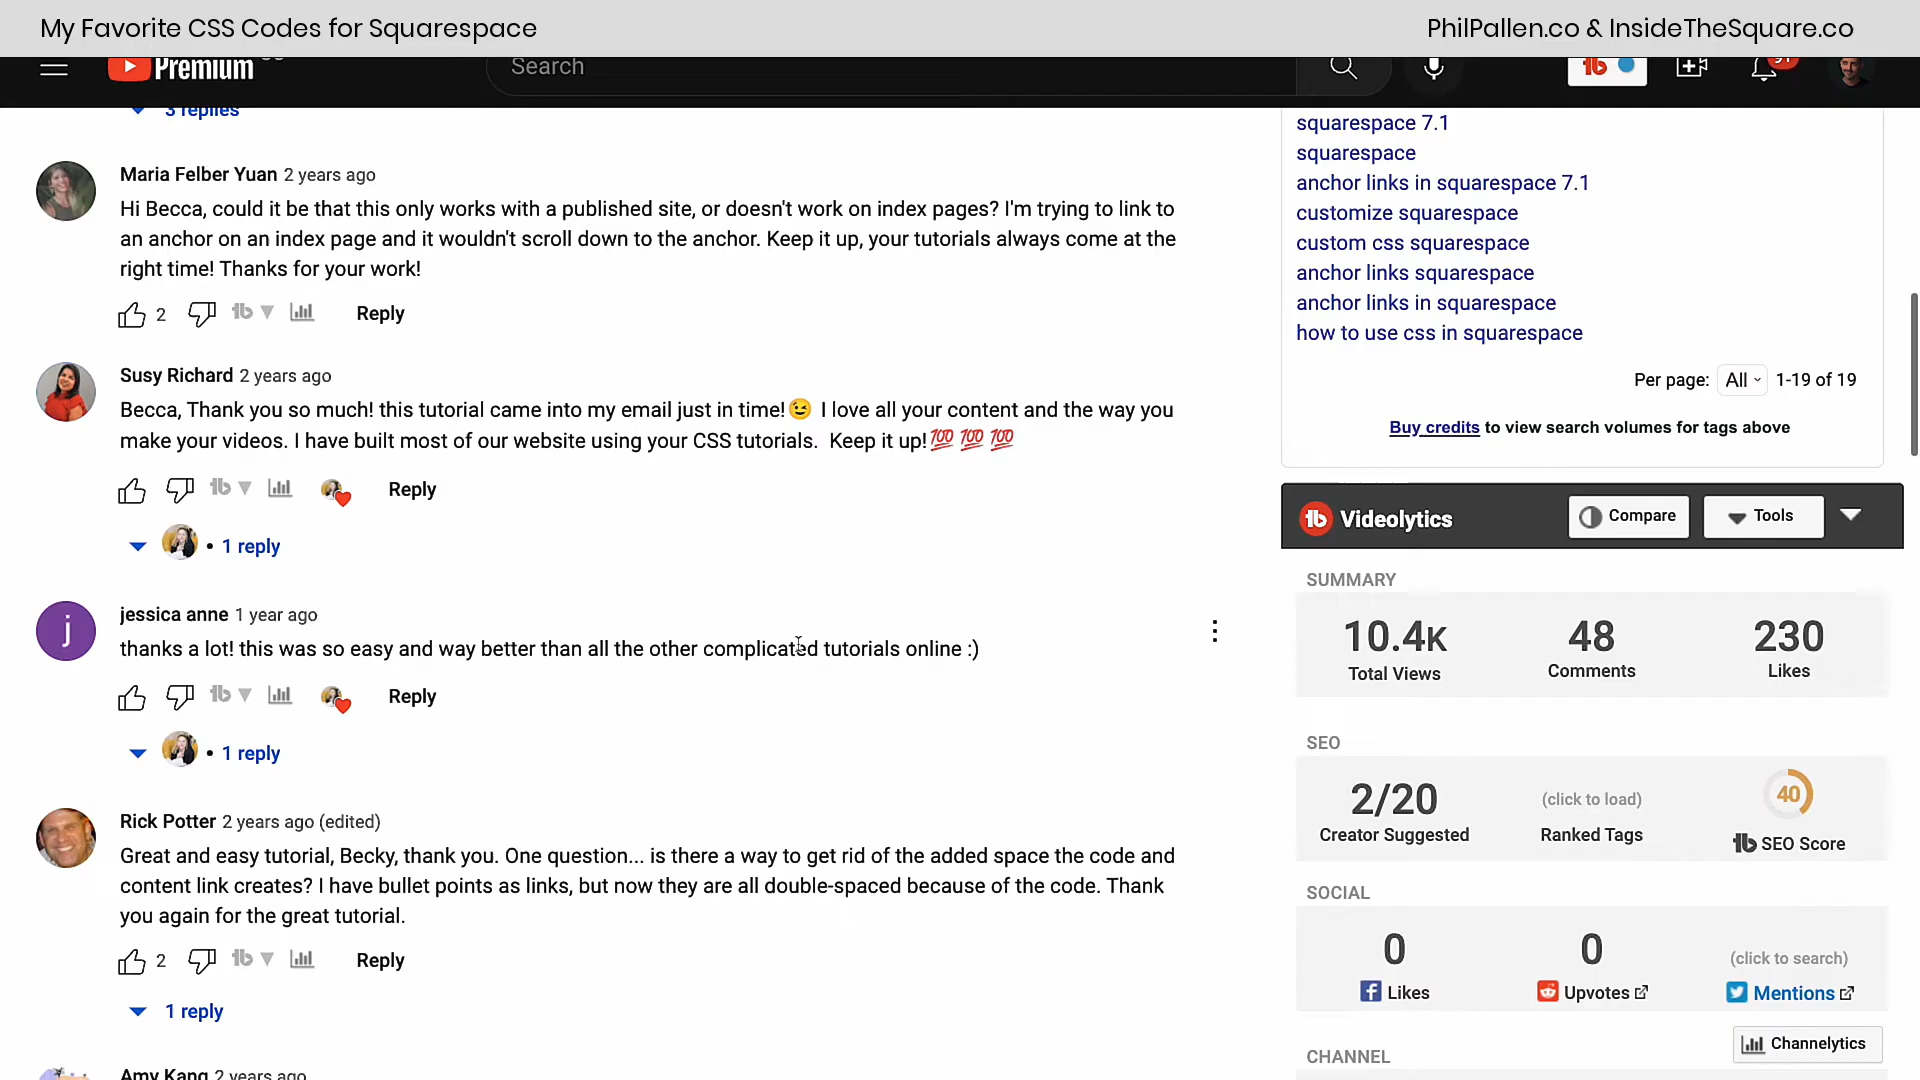 My Favorite CSS Codes for Squarespace
PhilPallen.co & InsideTheSquare.co
Premium
Search
3 replies
Maria Felber Yuan 2 years ago
Hi Becca, could it be that this only works with a published site, or doesn't work on index pages? I'm trying to link to
an anchor on an index page and it wouldn't scroll down to the anchor. Keep it up, your tutorials always come at the
right time! Thanks for your work!
2
Reply
Susy Richard 2 years ago
Becca, Thank you so much! this tutorial came into my email just in time!😉 I love all your content and the way you
make your videos. I have built most of our website using your CSS tutorials. Keep it up!💯 💯 💯
Reply
• 1 reply
jessica anne 1 year ago
thanks a lot! this was so easy and way better than all the other complicated tutorials online :)
Reply
• 1 reply
Rick Potter 2 years ago (edited)
Great and easy tutorial, Becky, thank you. One question... is there a way to get rid of the added space the code and
content link creates? I have bullet points as links, but now they are all double-spaced because of the code. Thank
you again for the great tutorial.
2
Reply
1 reply
Amy Kang 2 years ago
squarespace 7.1
squarespace
anchor links in squarespace 7.1
customize squarespace
custom css squarespace
anchor links squarespace
anchor links in squarespace
how to use css in squarespace
Per page: All 1-19 of 19
Buy credits to view search volumes for tags above
tb Videolytics
Compare
Tools
SUMMARY
10.4K
Total Views
48
Comments
230
Likes
SEO
2/20
Creator Suggested
(click to load)
Ranked Tags
40
tb SEO Score
SOCIAL
0
Likes
0
Upvotes
(click to search)
Mentions
Channelytics
CHANNEL